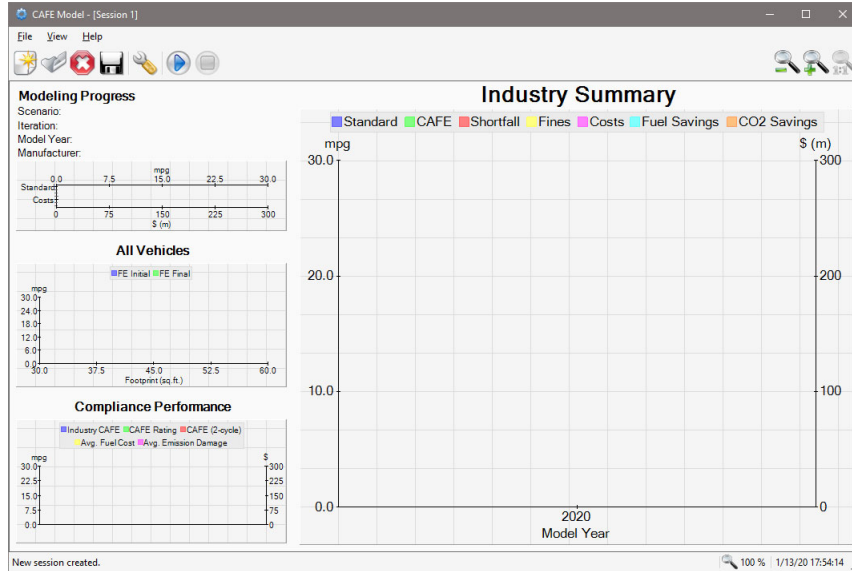 CAFE Model - [Session 1]
File View Help
Modeling Progress
Scenario:
Iteration:
Model Year:
Manufacturer:
mpg
0.0 7.5 15.0 22.5 30.0
Standard
Costs
0 75 150 225 300
$ (m)
All Vehicles
FE Initial FE Final
mpg
30.0
24.0
18.0
12.0
6.0
0.0
30.0 37.5 45.0 52.5 60.0
Footprint (sq.ft.)
Compliance Performance
Industry CAFE CAFE Rating CAFE (2-cycle)
Avg. Fuel Cost Avg. Emission Damage
mpg $
30.0 300
22.5 225
15.0 150
7.5 75
0.0 0
Industry Summary
Standard CAFE Shortfall Fines Costs Fuel Savings CO2 Savings
mpg $ (m)
30.0 300
20.0 200
10.0 100
0.0 0
2020
Model Year
New session created.
100 % 1/13/20 17:54:14